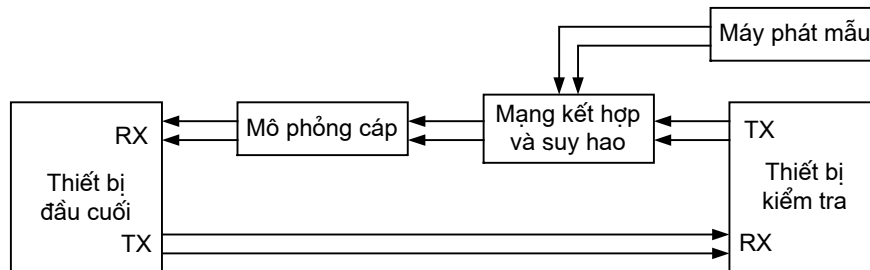 Máy phát mẫu
Mạng kết hợp
và suy hao
Mô phỏng cáp
RX
TX
Thiết bị
đầu cuối
Thiết bị
kiểm tra
TX
RX